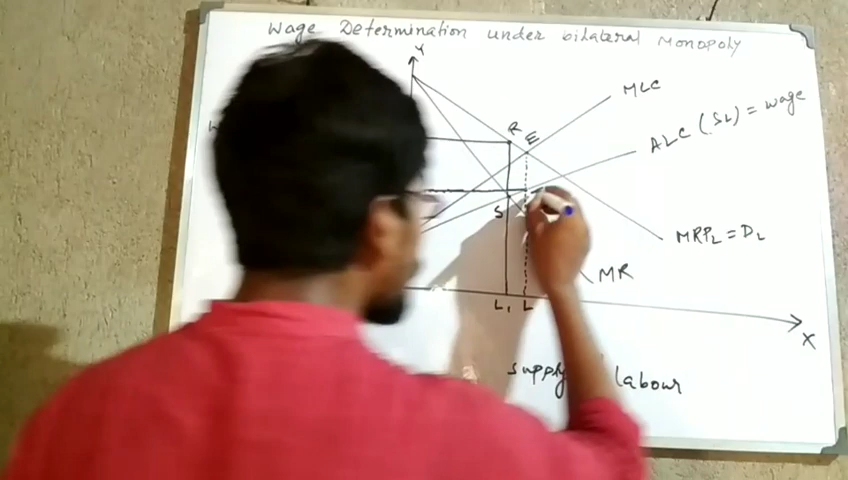 Wage Determination under bilateral Monopoly
Y
MLC
R E
ALC (SL) = wage
S
MRPL = DL
MR
L1 L
X
labour